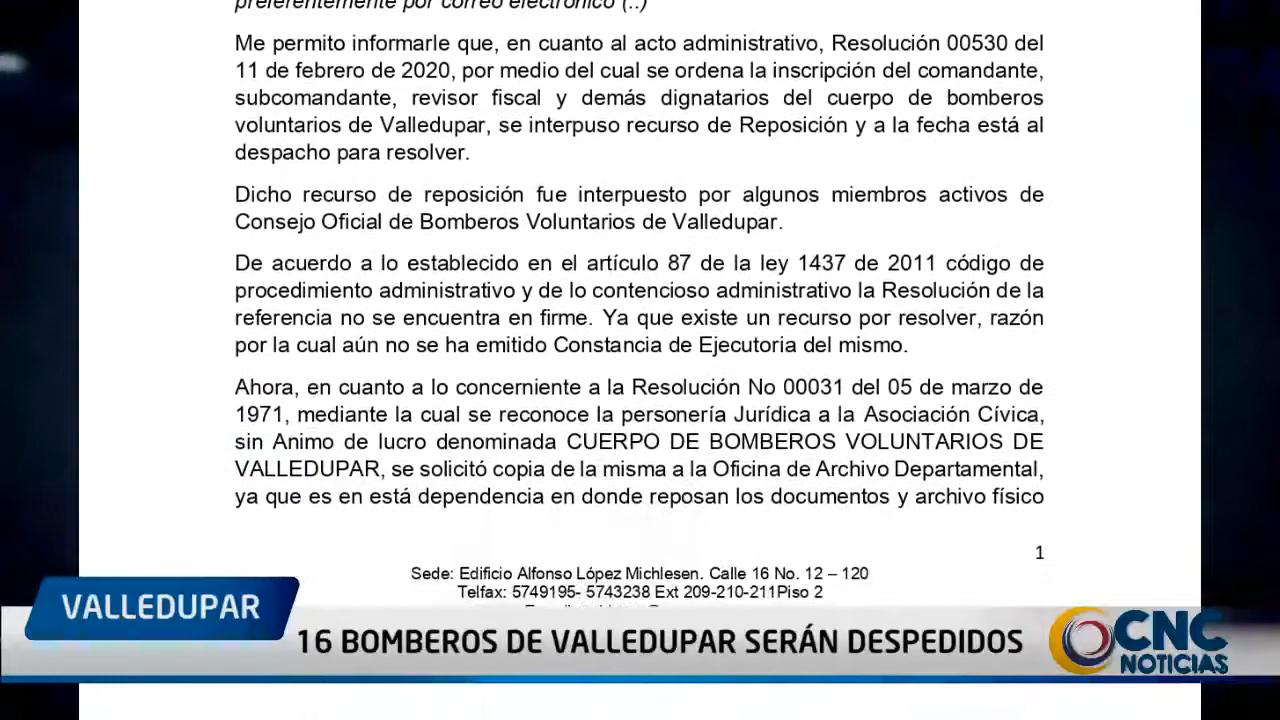 preferentemente por correo electrónico (..)
Me permito informarle que, en cuanto al acto administrativo, Resolución 00530 del
11 de febrero de 2020, por medio del cual se ordena la inscripción del comandante,
subcomandante, revisor fiscal y demás dignatarios del cuerpo de bomberos
voluntarios de Valledupar, se interpuso recurso de Reposición y a la fecha está al
despacho para resolver.
Dicho recurso de reposición fue interpuesto por algunos miembros activos de
Consejo Oficial de Bomberos Voluntarios de Valledupar.
De acuerdo a lo establecido en el artículo 87 de la ley 1437 de 2011 código de
procedimiento administrativo y de lo contencioso administrativo la Resolución de la
referencia no se encuentra en firme. Ya que existe un recurso por resolver, razón
por la cual aún no se ha emitido Constancia de Ejecutoria del mismo.
Ahora, en cuanto a lo concerniente a la Resolución No 00031 del 05 de marzo de
1971, mediante la cual se reconoce la personería Jurídica a la Asociación Cívica,
sin Animo de lucro denominada CUERPO DE BOMBEROS VOLUNTARIOS DE
VALLEDUPAR, se solicitó copia de la misma a la Oficina de Archivo Departamental,
ya que es en está dependencia en donde reposan los documentos y archivo físico
1
Sede: Edificio Alfonso López Michlesen. Calle 16 No. 12 – 120
Telfax: 5749195- 5743238 Ext 209-210-211Piso 2
VALLEDUPAR
16 BOMBEROS DE VALLEDUPAR SERÁN DESPEDIDOS
CNC
NOTICIAS